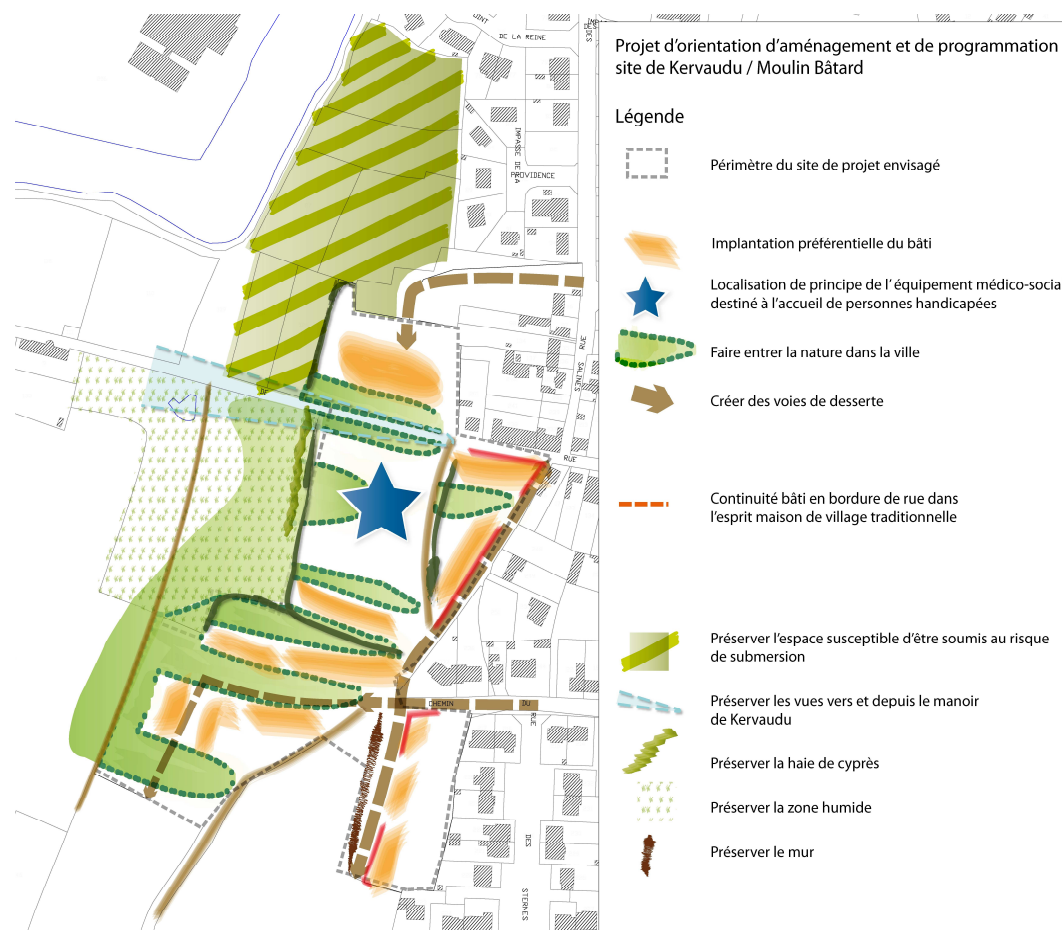 Projet d'orientation d'aménagement et de programmation
site de Kervaudu / Moulin Bâtard
Légende
Périmètre du site de projet envisagé
Implantation préférentielle du bâti
Localisation de principe de l'équipement médico-socia
destiné à l'accueil de personnes handicapées
Faire entrer la nature dans la ville
Créer des voies de desserte
Continuité bâti en bordure de rue dans
l'esprit maison de village traditionnelle
Préserver l'espace susceptible d'être soumis au risque
de submersion
Préserver les vues vers et depuis le manoir
de Kervaudu
Préserver la haie de cyprès
Préserver la zone humide
Préserver le mur
DE LA REINE
IMPASSE DE LA
PROVIDENCE
RUE
SALINES
RUE
CHEMIN
DU
RUE
DES
STERNES